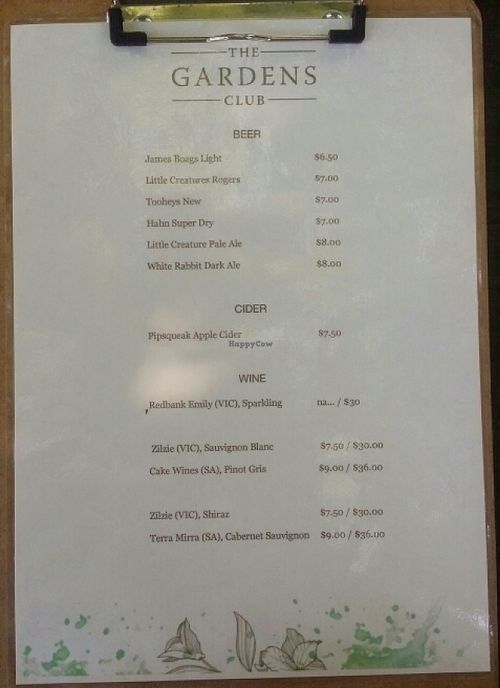 THE
GARDENS
CLUB
BEER
James Boags Light $6.50
Little Creatures Rogers $7.00
Tooheys New $7.00
Hahn Super Dry $7.00
Little Creature Pale Ale $8.00
White Rabbit Dark Ale $8.00
CIDER
Pipsqueak Apple Cider $7.50
HappyCow
WINE
Redbank Emily (VIC), Sparkling na... / $30
Zilzie (VIC), Sauvignon Blanc $7.50 / $30.00
Cake Wines (SA), Pinot Gris $9.00 / $36.00
Zilzie (VIC), Shiraz $7.50 / $30.00
Terra Mirra (SA), Cabernet Sauvignon $9.00 / $36.00